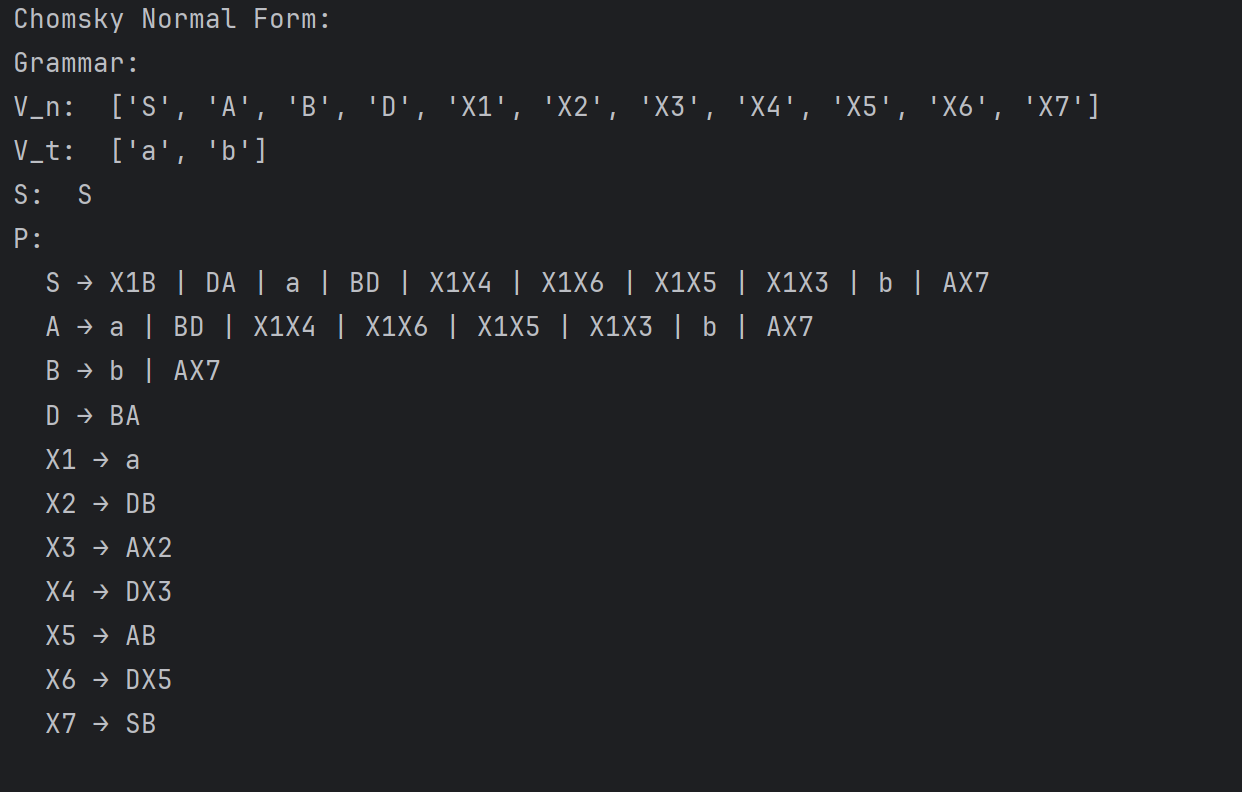 Chomsky Normal Form:
Grammar:
V_n:  ['S', 'A', 'B', 'D', 'X1', 'X2', 'X3', 'X4', 'X5', 'X6', 'X7']
V_t:  ['a', 'b']
S:  S
P:
  S → X1B | DA | a | BD | X1X4 | X1X6 | X1X5 | X1X3 | b | AX7
  A → a | BD | X1X4 | X1X6 | X1X5 | X1X3 | b | AX7
  B → b | AX7
  D → BA
  X1 → a
  X2 → DB
  X3 → AX2
  X4 → DX3
  X5 → AB
  X6 → DX5
  X7 → SB